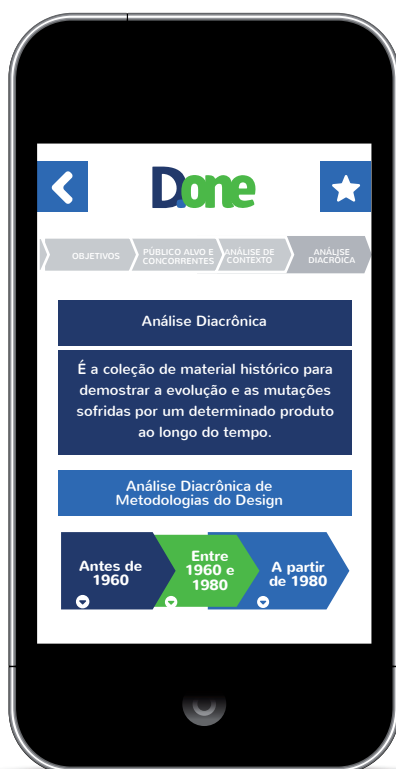 D.one
OBJETIVOS
PÚBLICO ALVO E
CONCORRENTES
ANÁLISE DE
CONTEXTO
ANÁLISE
DIACRÓICA
Análise Diacrônica
É a coleção de material histórico para
demostrar a evolução e as mutações
sofridas por um determinado produto
ao longo do tempo.
Análise Diacrônica de
Metodologias do Design
Antes de
1960
Entre
1960 e
1980
A partir
de 1980